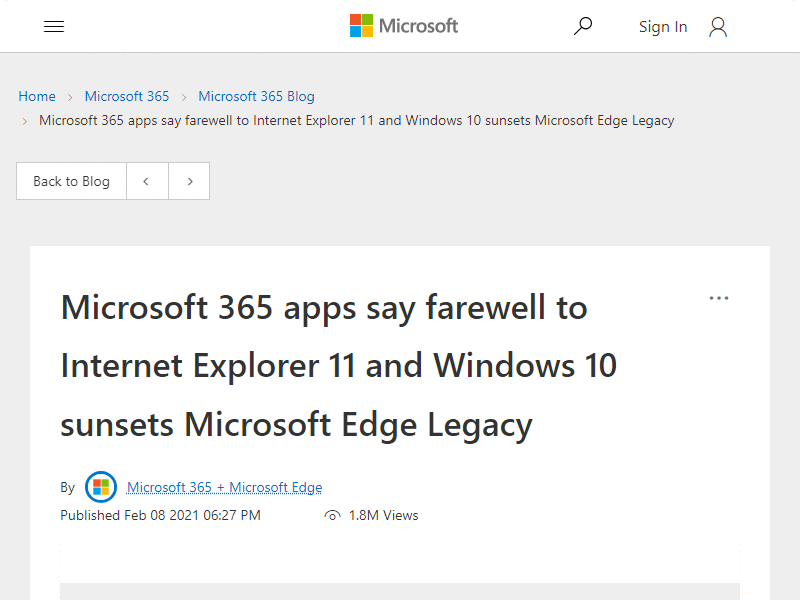 Microsoft
Sign In
Home > Microsoft 365 > Microsoft 365 Blog
> Microsoft 365 apps say farewell to Internet Explorer 11 and Windows 10 sunsets Microsoft Edge Legacy
Back to Blog < >
Microsoft 365 apps say farewell to
Internet Explorer 11 and Windows 10
sunsets Microsoft Edge Legacy
By Microsoft 365 + Microsoft Edge
Published Feb 08 2021 06:27 PM 1.8M Views